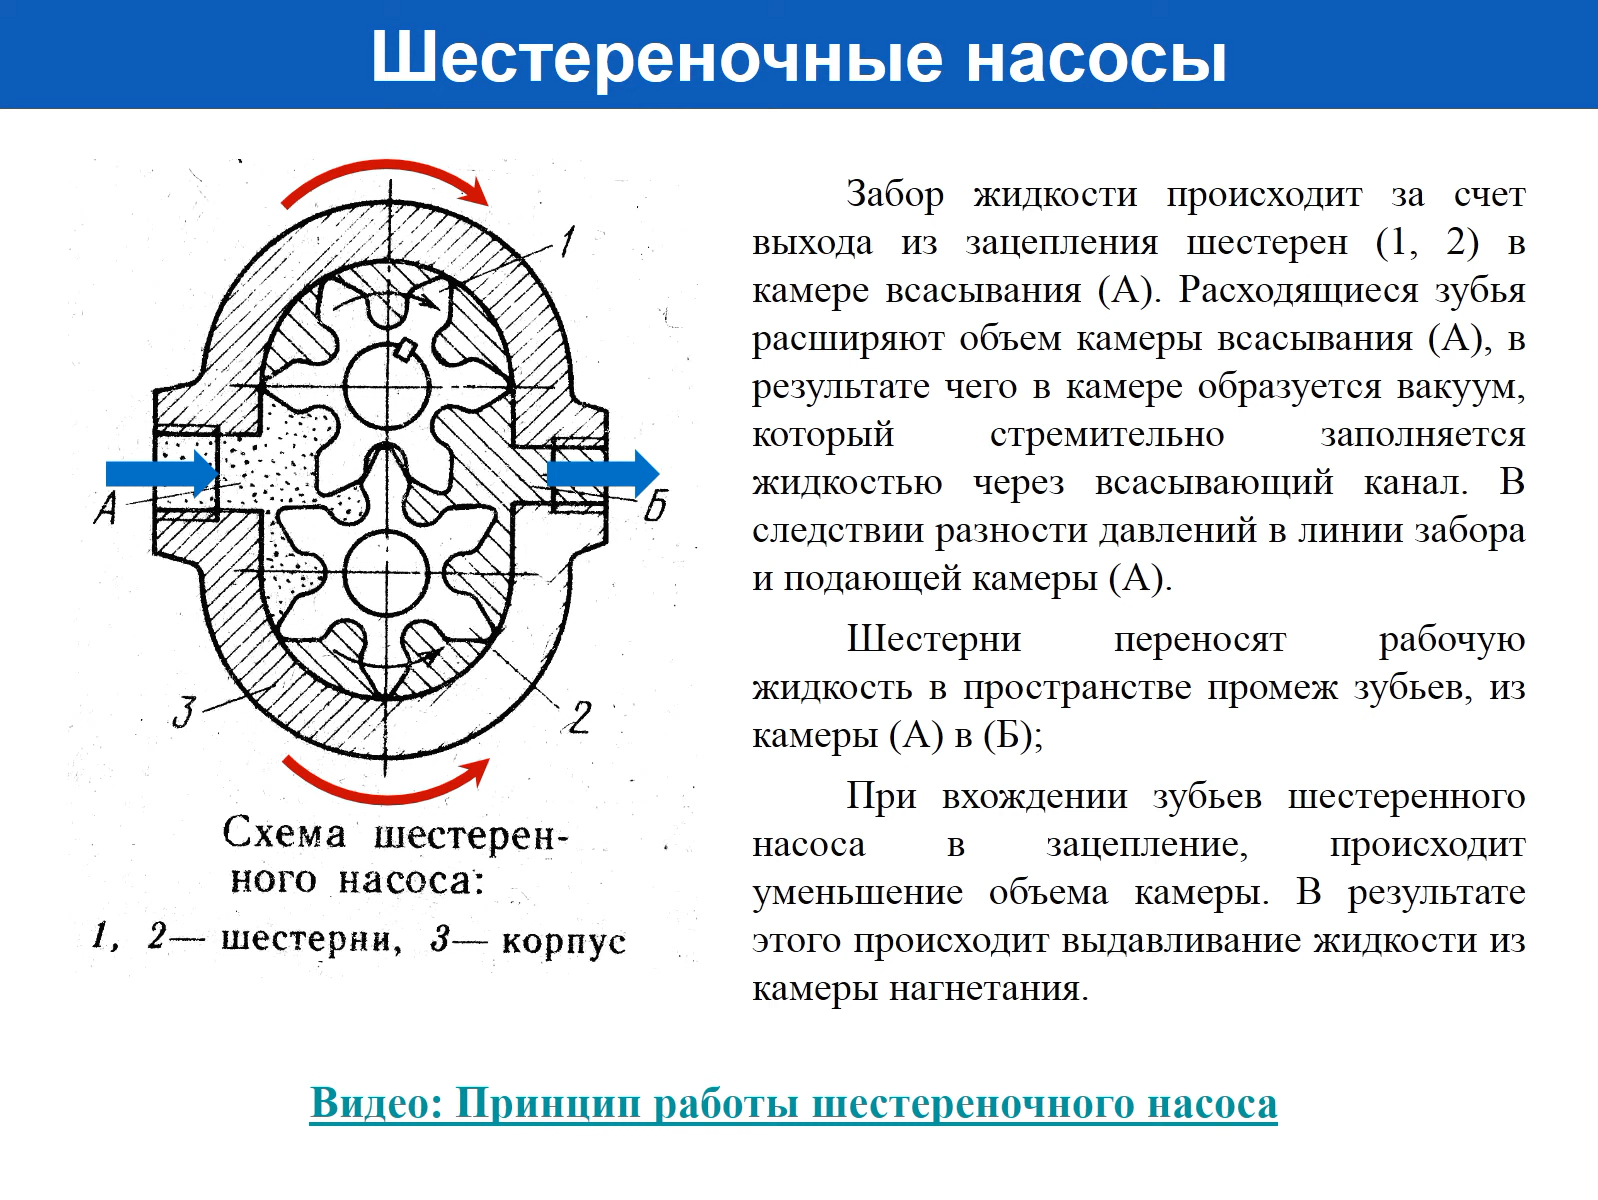 Шестереночные насосы
1
А
Б
3
2
Схема шестерен-
ного насоса:
1, 2— шестерни, 3— корпус
Забор жидкости происходит за счет
выхода из зацепления шестерен (1, 2) в
камере всасывания (А). Расходящиеся зубья
расширяют объем камеры всасывания (А), в
результате чего в камере образуется вакуум,
который стремительно заполняется
жидкостью через всасывающий канал. В
следствии разности давлений в линии забора
и подающей камеры (А).
Шестерни переносят рабочую
жидкость в пространстве промеж зубьев, из
камеры (А) в (Б);
При вхождении зубьев шестеренного
насоса в зацепление, происходит
уменьшение объема камеры. В результате
этого происходит выдавливание жидкости из
камеры нагнетания.
Видео: Принцип работы шестереночного насоса